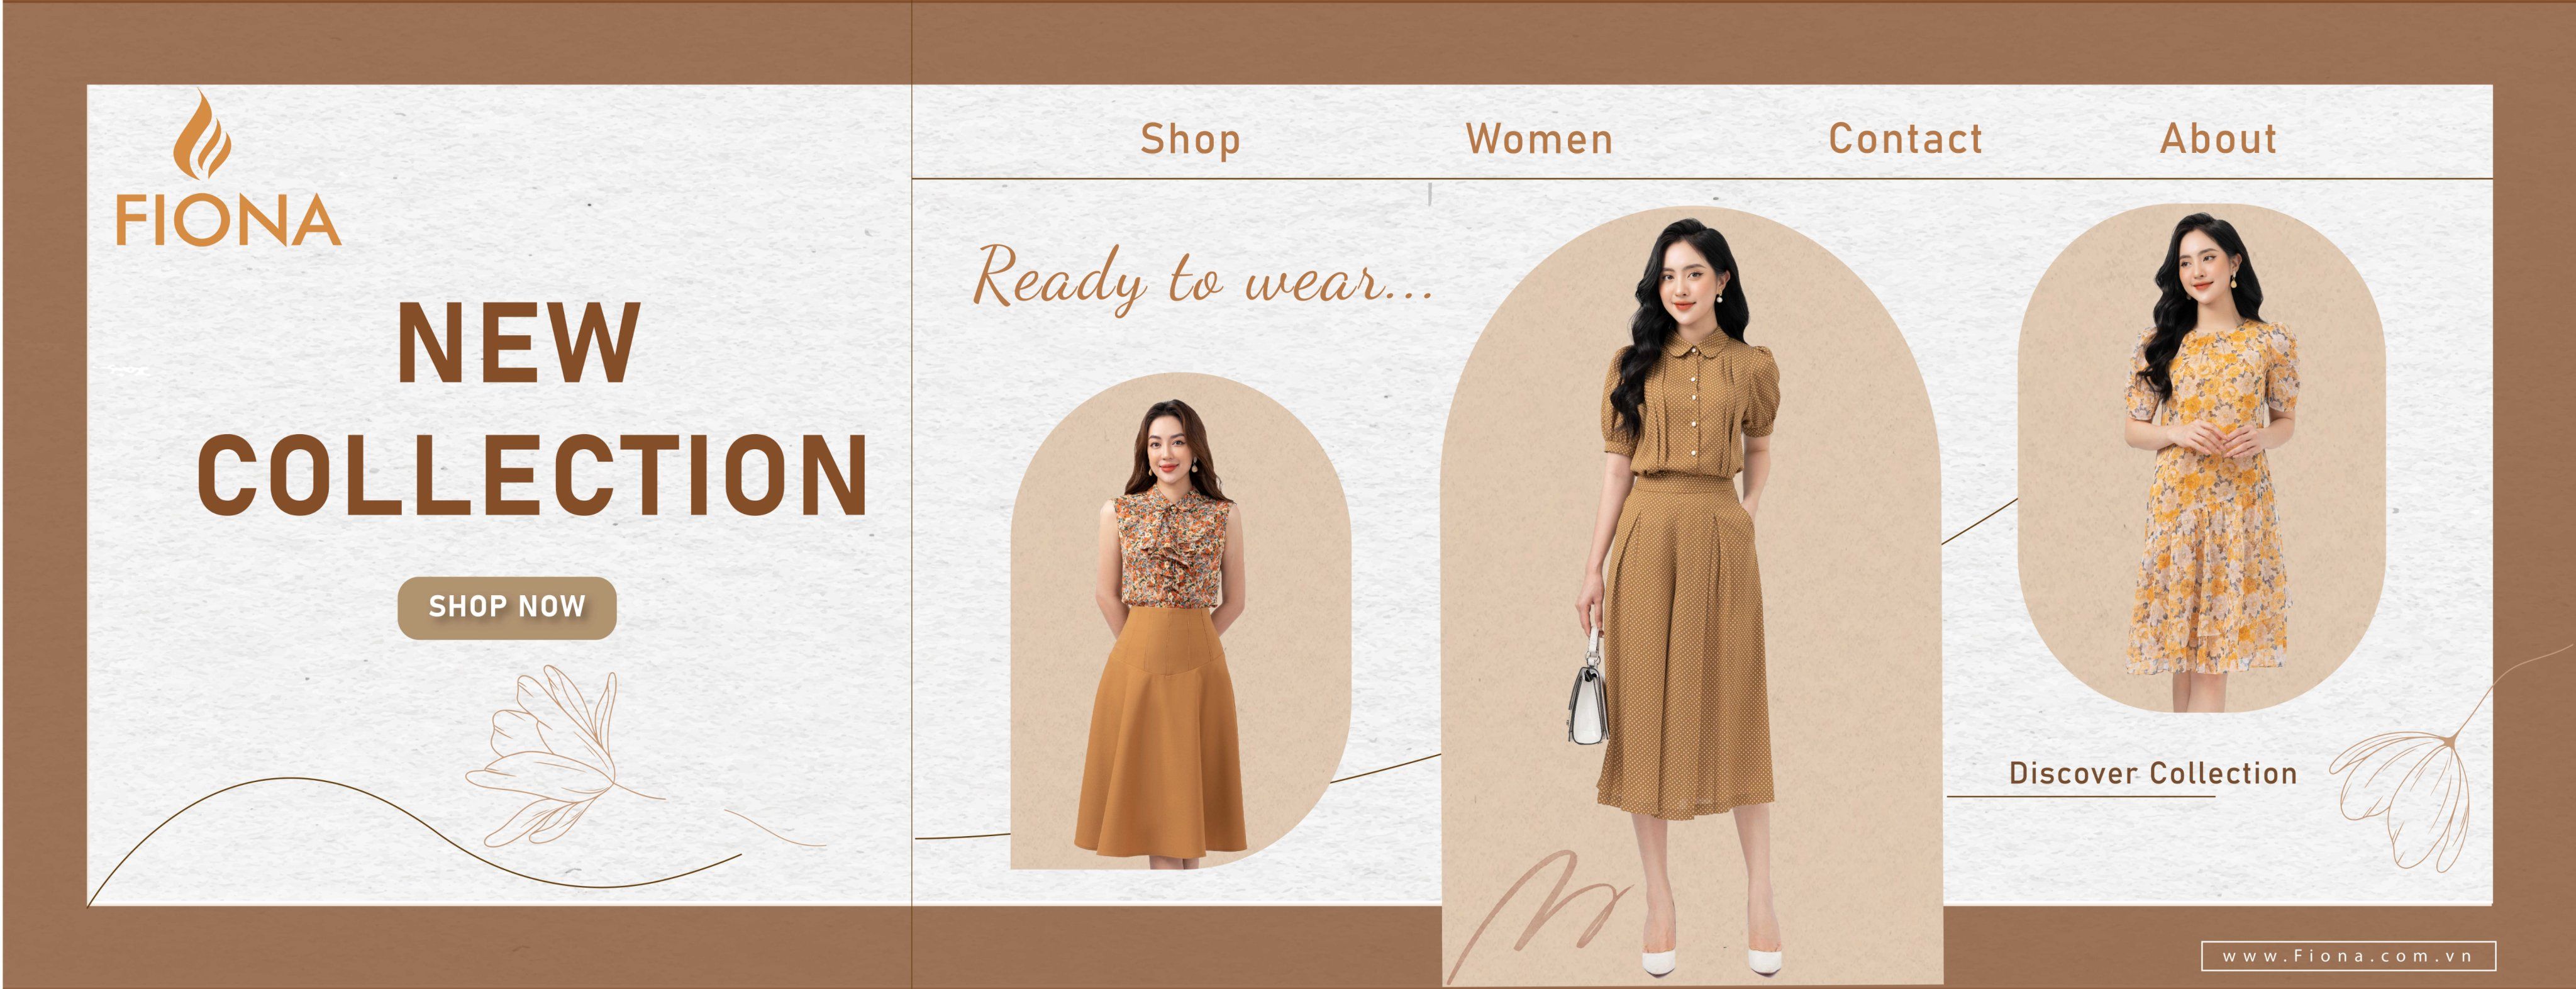 FIONA
NEW
COLLECTION
SHOP NOW
Shop Women Contact About
Ready to wear...
Discover Collection
www.Fiona.com.vn